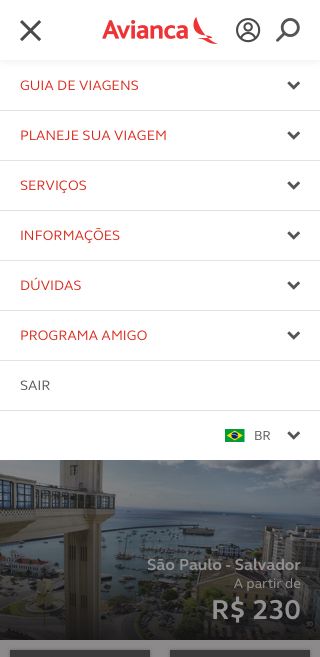 Avianca
GUIA DE VIAGENS
PLANEJE SUA VIAGEM
SERVIÇOS
INFORMAÇÕES
DÚVIDAS
PROGRAMA AMIGO
SAIR
BR
São Paulo - Salvador
A partir de
R$ 230